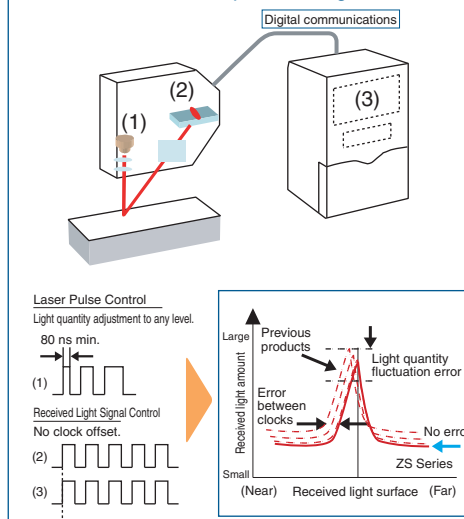 Digital communications
(1)
(2)
(3)
Laser Pulse Control
Light quantity adjustment to any level.
80 ns min.
(1)
Received Light Signal Control
No clock offset.
(2)
(3)
Received light amount
Large
Small
Previous
products
Light quantity
fluctuation error
Error
between
clocks
No erro
ZS Series
(Near) Received light surface (Far)